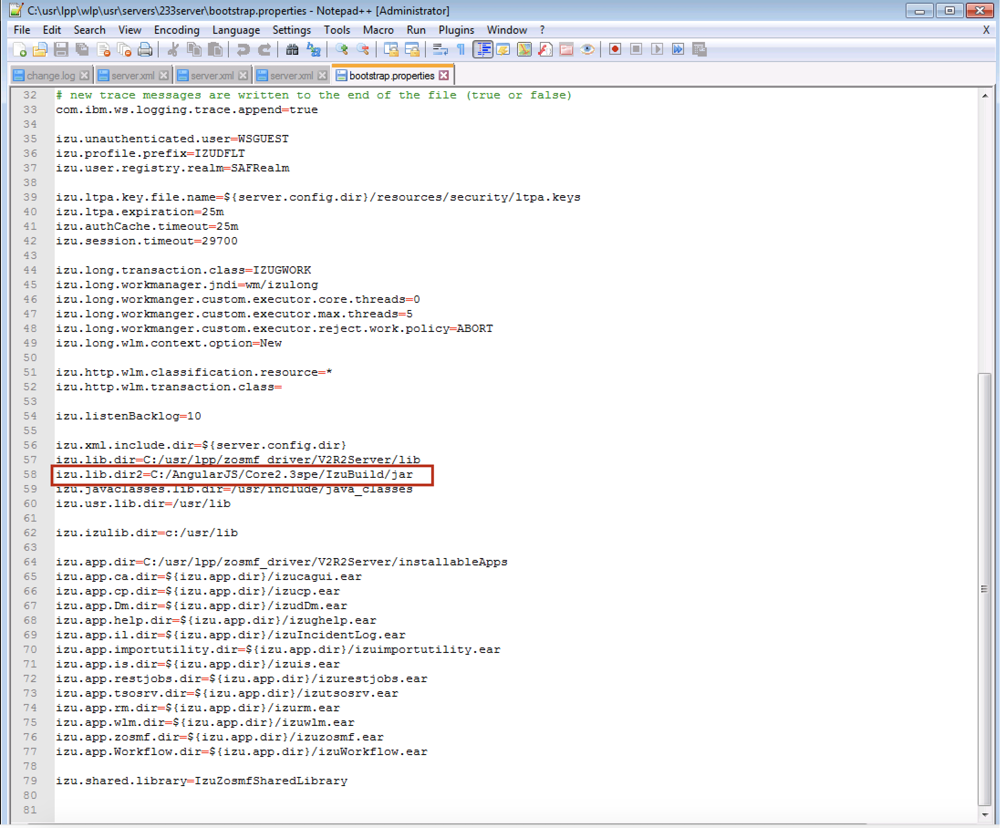 C:\usr\lpp\wlp\usr\servers\233server\bootstrap.properties - Notepad++ [Administrator]
File Edit Search View Encoding Language Settings Tools Macro Run Plugins Window ? X
change.log server.xml server.xml server.xml bootstrap.properties
32 # new trace messages are written to the end of the file (true or false)
33 com.ibm.ws.logging.trace.append=true
34
35 izu.unauthenticated.user=WSGUEST
36 izu.profile.prefix=IZUDFLT
37 izu.user.registry.realm=SAFRealm
38
39 izu.ltpa.key.file.name=${server.config.dir}/resources/security/ltpa.keys
40 izu.ltpa.expiration=25m
41 izu.authCache.timeout=25m
42 izu.session.timeout=29700
43
44 izu.long.transaction.class=IZUGWORK
45 izu.long.workmanager.jndi=wm/izulong
46 izu.long.workmanger.custom.executor.core.threads=0
47 izu.long.workmanger.custom.executor.max.threads=5
48 izu.long.workmanger.custom.executor.reject.work.policy=ABORT
49 izu.long.wlm.context.option=New
50
51 izu.http.wlm.classification.resource=*
52 izu.http.wlm.transaction.class=
53
54 izu.listenBacklog=10
55
56 izu.xml.include.dir=${server.config.dir}
57 izu.lib.dir=C:/usr/lpp/zosmf_driver/V2R2Server/lib
58 izu.lib.dir2=C:/AngularJS/Core2.3spe/IzuBuild/jar
59 izu.javaclasses.lib.dir=/usr/include/java_classes
60 izu.usr.lib.dir=/usr/lib
61
62 izu.izulib.dir=c:/usr/lib
63
64 izu.app.dir=C:/usr/lpp/zosmf_driver/V2R2Server/installableApps
65 izu.app.ca.dir=${izu.app.dir}/izucagui.ear
66 izu.app.cp.dir=${izu.app.dir}/izucp.ear
67 izu.app.Dm.dir=${izu.app.dir}/izudDm.ear
68 izu.app.help.dir=${izu.app.dir}/izughelp.ear
69 izu.app.il.dir=${izu.app.dir}/izuIncidentLog.ear
70 izu.app.importutility.dir=${izu.app.dir}/izuimportutility.ear
71 izu.app.is.dir=${izu.app.dir}/izuis.ear
72 izu.app.restjobs.dir=${izu.app.dir}/izurestjobs.ear
73 izu.app.tsosrv.dir=${izu.app.dir}/izutsosrv.ear
74 izu.app.rm.dir=${izu.app.dir}/izurm.ear
75 izu.app.wlm.dir=${izu.app.dir}/izuwlm.ear
76 izu.app.zosmf.dir=${izu.app.dir}/izuzosmf.ear
77 izu.app.Workflow.dir=${izu.app.dir}/izuWorkflow.ear
78
79 izu.shared.library=IzuZosmfSharedLibrary
80
81